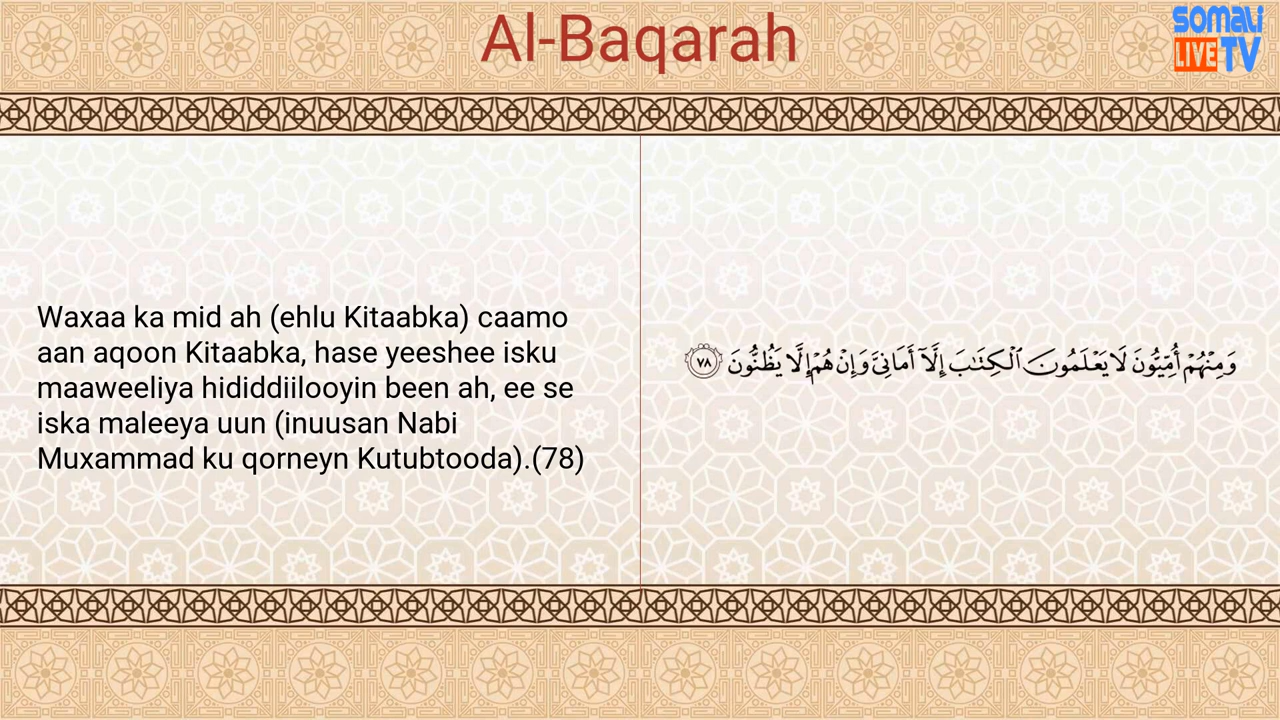 Al-Baqarah
SOMALI
LIVE TV
Waxaa ka mid ah (ehlu Kitaabka) caamo
aan aqoon Kitaabka, hase yeeshee isku
maaweeliya hididdiilooyin been ah, ee se
iska maleeya uun (inuusan Nabi
Muxammad ku qorneyn Kutubtooda).(78)
وَمِنْهُمْ أُمِّيُّونَ لَا يَعْلَمُونَ ٱلْكِتَٰبَ إِلَّآ أَمَانِىَّ وَإِنْ هُمْ إِلَّا يَظُنُّونَ ٧٨